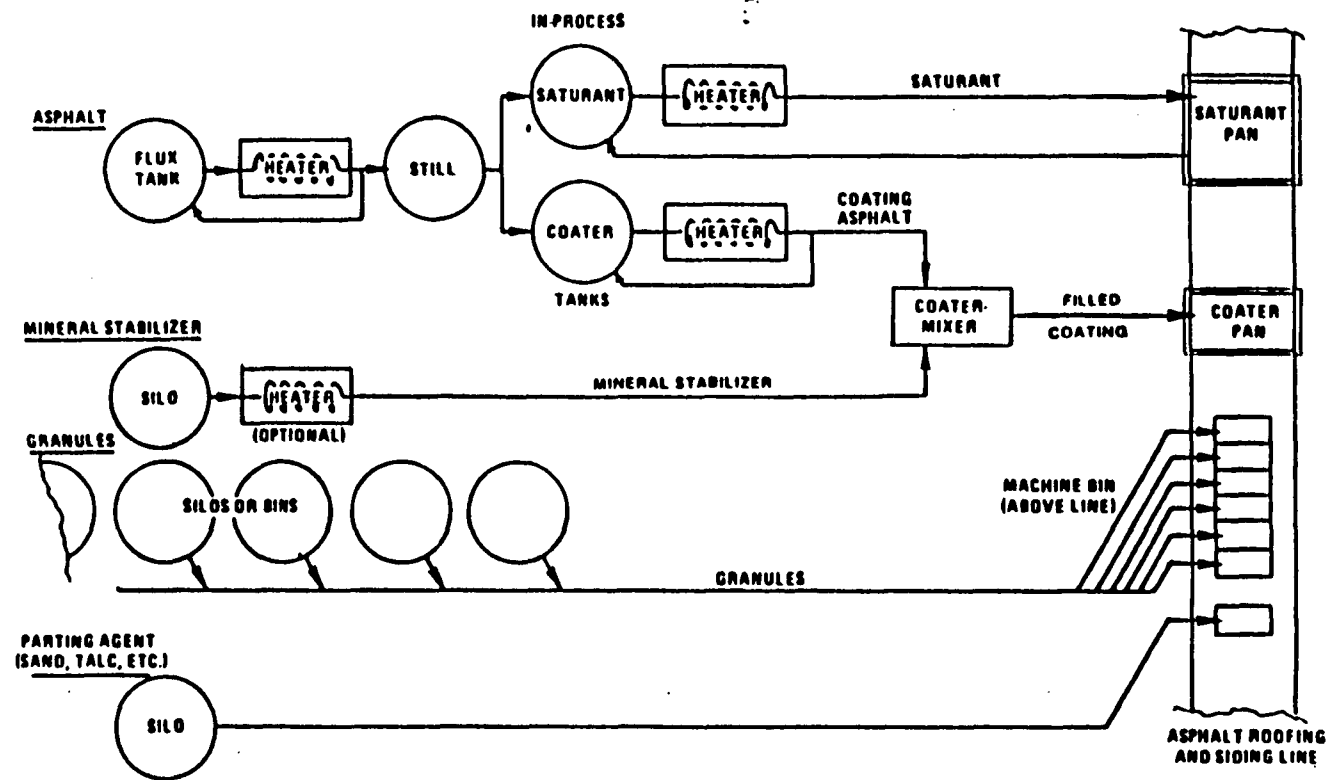 IN-PROCESS
ASPHALT
FLUX
TANK
HEATER
STILL
SATURANT
HEATER
SATURANT
SATURANT
PAN
COATER
TANKS
HEATER
COATING
ASPHALT
COATER-
MIXER
FILLED
COATING
COATER
PAN
MINERAL STABILIZER
SILO
HEATER
(OPTIONAL)
MINERAL STABILIZER
GRANULES
SILOS OR BINS
GRANULES
MACHINE BIN
(ABOVE LINE)
PARTING AGENT
(SAND, TALC, ETC.)
SILO
ASPHALT ROOFING
AND SIDING LINE